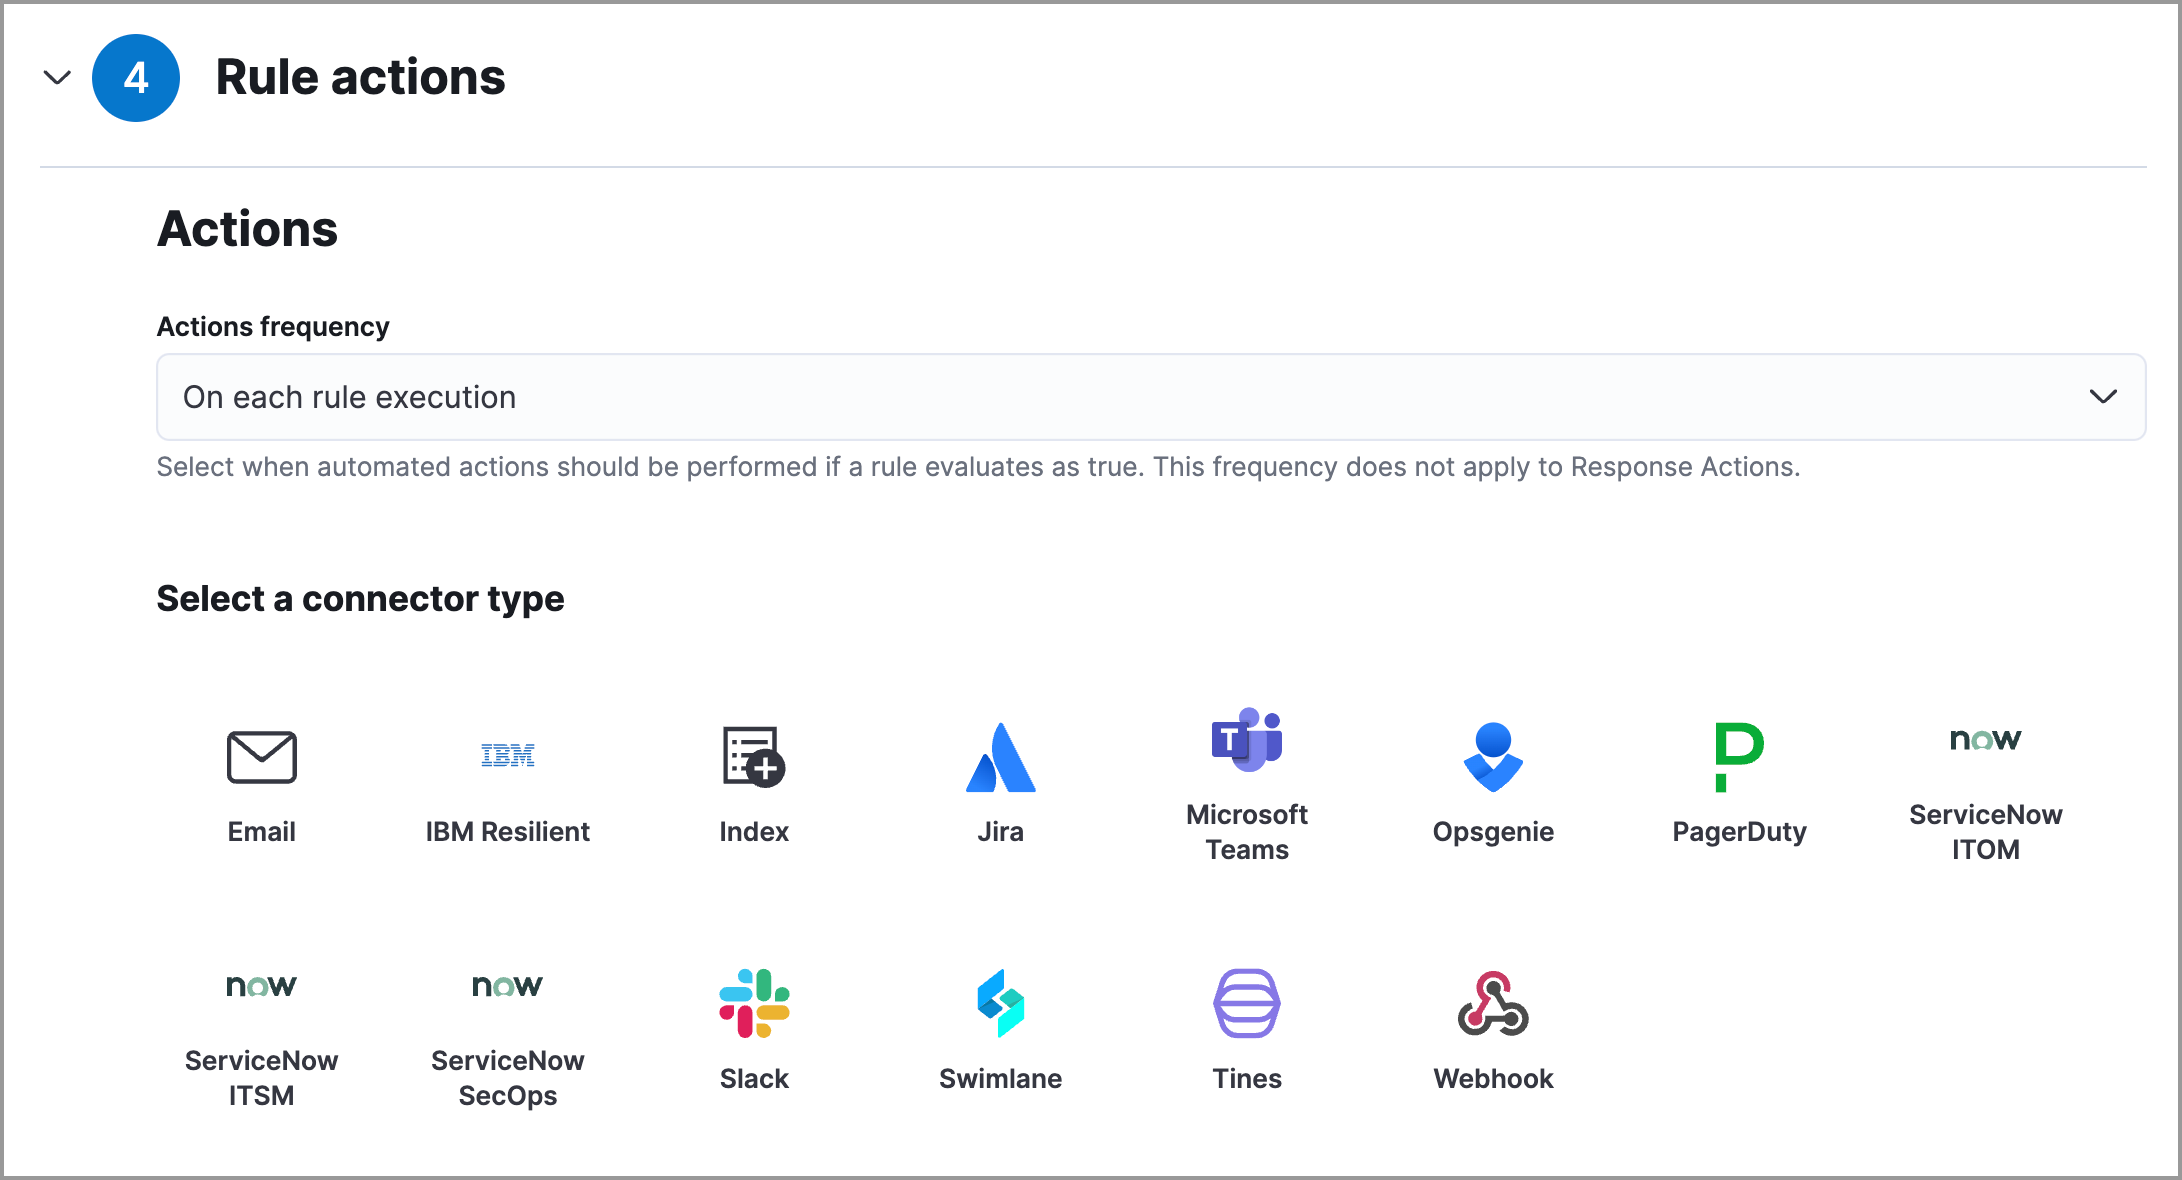 4 Rule actions
Actions
Actions frequency
On each rule execution
Select when automated actions should be performed if a rule evaluates as true. This frequency does not apply to Response Actions.
Select a connector type
IBM
T
now
Email
IBM Resilient
Index
Jira
Microsoft
Teams
Opsgenie
PagerDuty
ServiceNow
ITOM
now
now
ServiceNow
ITSM
ServiceNow
SecOps
Slack
Swimlane
Tines
Webhook